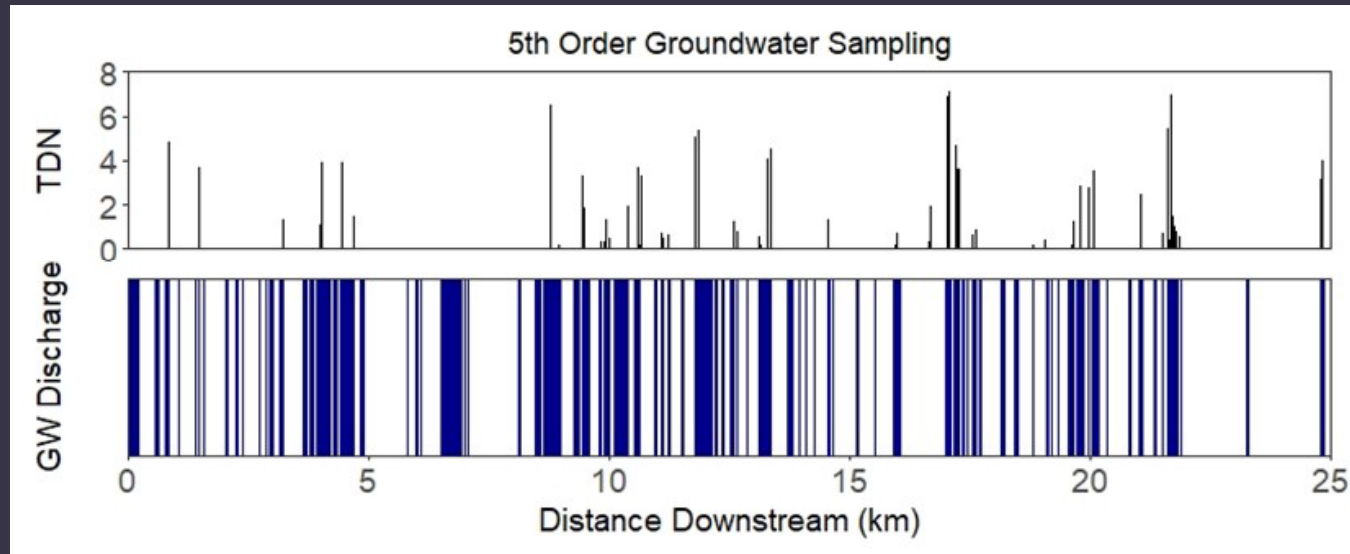 5th Order Groundwater Sampling
TDN
8
6
4
2
0
GW Discharge
0 5 10 15 20 25
Distance Downstream (km)